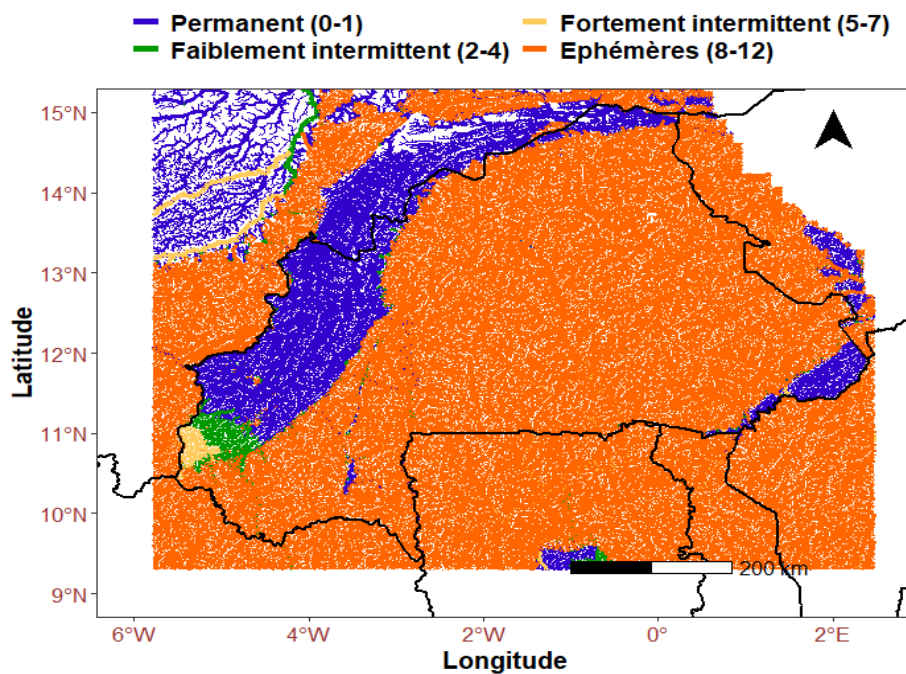 Permanent (0-1) Fortement intermittent (5-7)
Faiblement intermittent (2-4) Ephémères (8-12)
15°N
14°N
13°N
12°N
11°N
10°N
9°N
Latitude
200 km
6°W 4°W 2°W 0° 2°E
Longitude